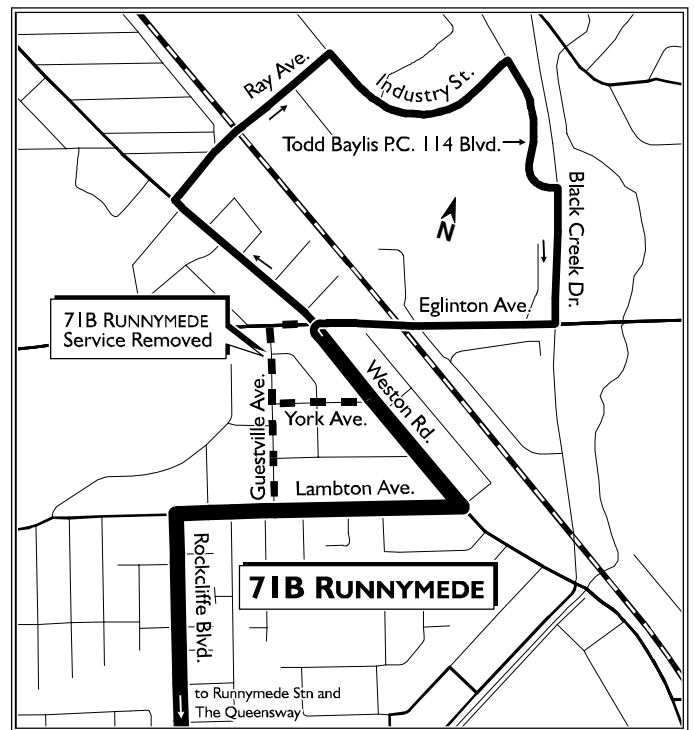 Ray Ave.
Industry St.
Todd Baylis P.C. 114 Blvd.
Black Creek Dr.
N
Eglinton Ave.
71B RUNNYMEDE
Service Removed
Weston Rd.
Guestville Ave.
York Ave.
Lambton Ave.
Rockcliffe Blvd.
71B RUNNYMEDE
to Runnymede Stn and
The Queensway